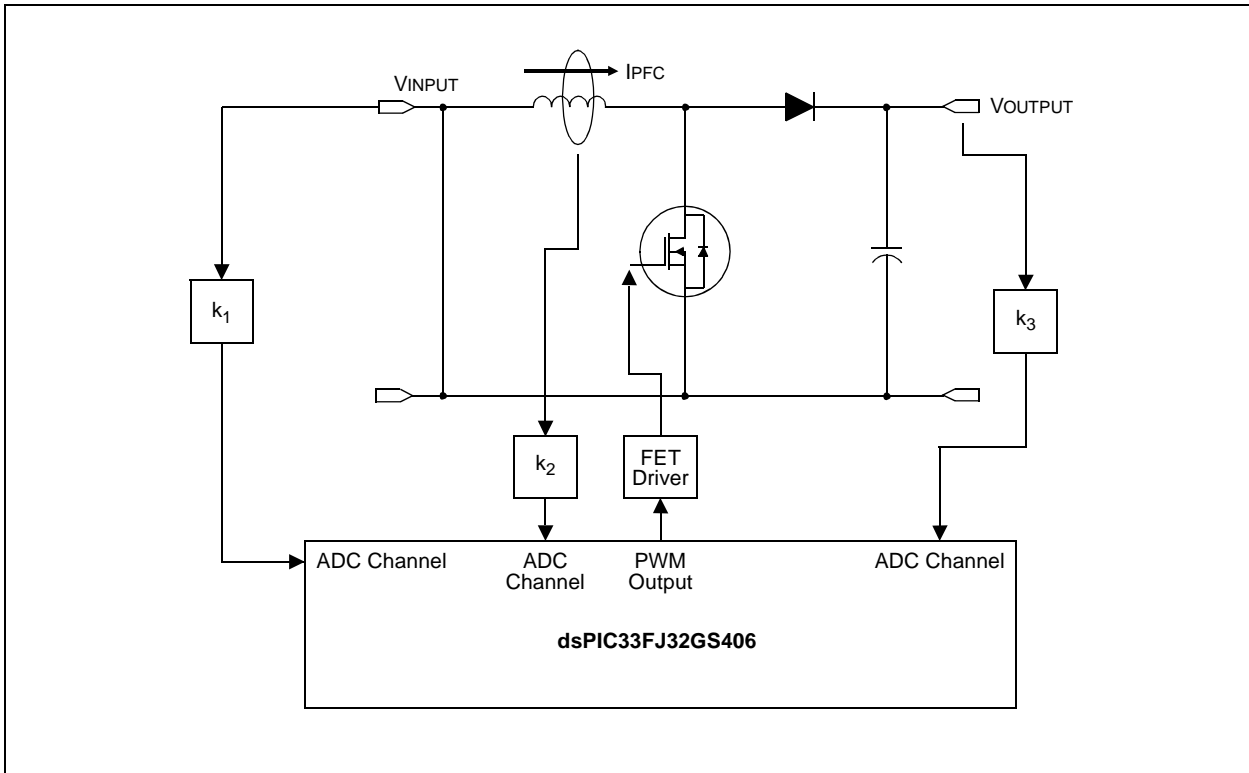 IPFC
VINPUT
VOUTPUT
k1
k3
k2
FET
Driver
ADC Channel
ADC
Channel
PWM
Output
ADC Channel
dsPIC33FJ32GS406